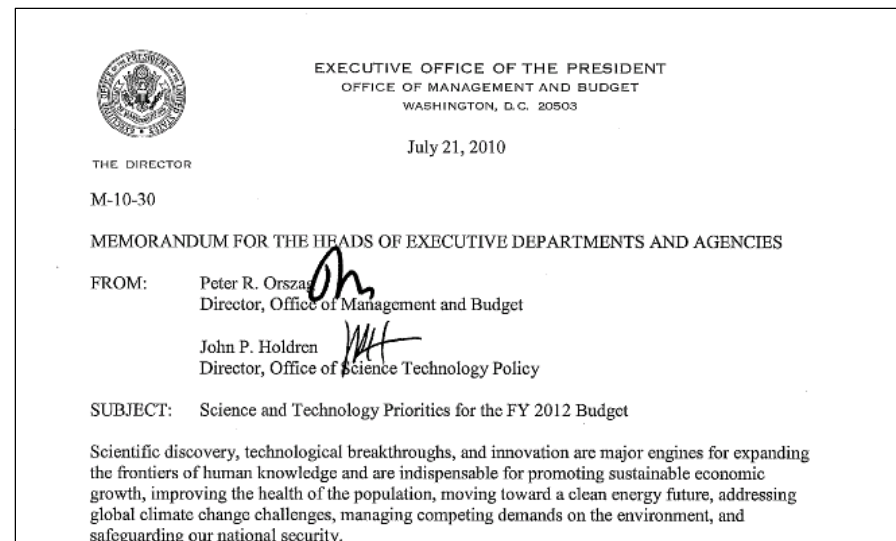 EXECUTIVE OFFICE OF THE PRESIDENT
OFFICE OF MANAGEMENT AND BUDGET
WASHINGTON, D.C. 20503
July 21, 2010
THE DIRECTOR
M-10-30
MEMORANDUM FOR THE HEADS OF EXECUTIVE DEPARTMENTS AND AGENCIES
FROM: Peter R. Orszag
Director, Office of Management and Budget
John P. Holdren
Director, Office of Science Technology Policy
SUBJECT: Science and Technology Priorities for the FY 2012 Budget
Scientific discovery, technological breakthroughs, and innovation are major engines for expanding
the frontiers of human knowledge and are indispensable for promoting sustainable economic
growth, improving the health of the population, moving toward a clean energy future, addressing
global climate change challenges, managing competing demands on the environment, and
safeguarding our national security.